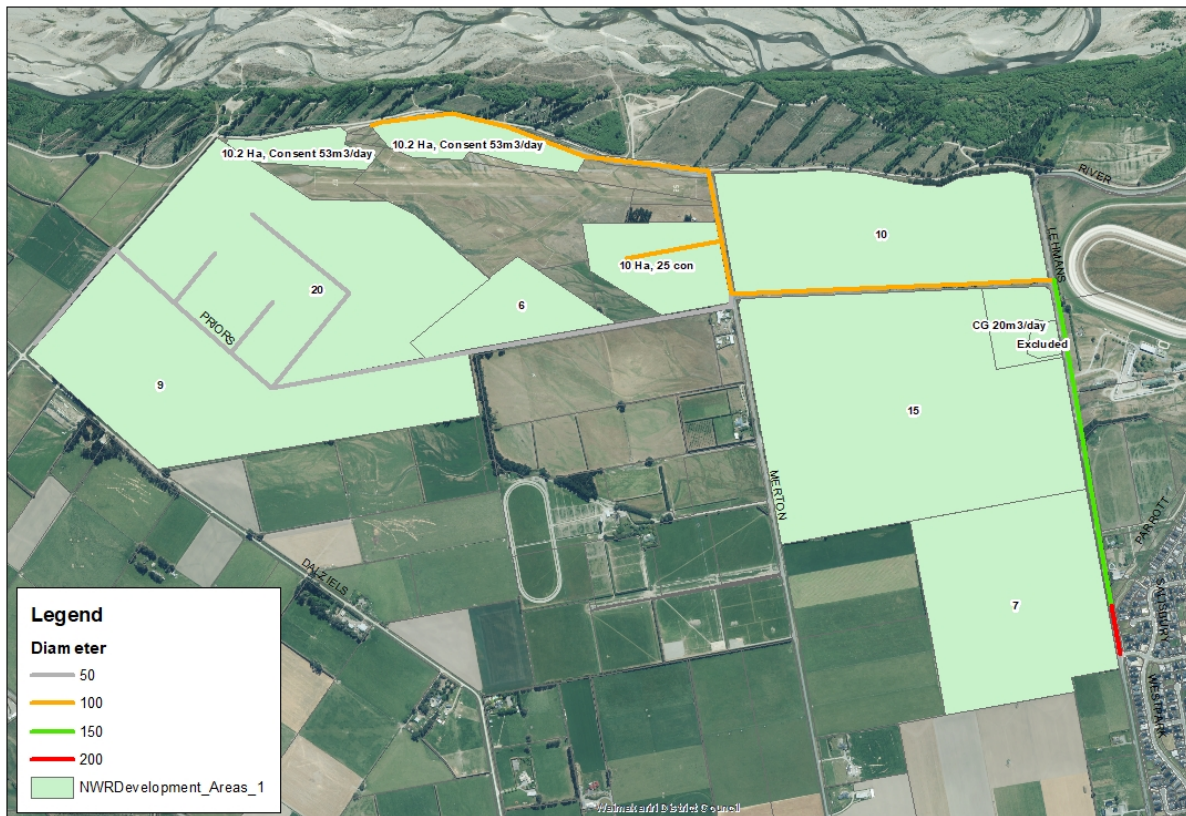 10.2 Ha, Consent 53m3/day
10.2 Ha, Consent 53m3/day
RIVER
LEHMANS
10
10 Ha, 25 con
20
6
PRIORS
CG 20m3/day
Excluded
9
15
MERTON
PARROTT
DALZIELS
SALISBURY
7
WESTPARK
Legend
Diameter
50
100
150
200
NWRDevelopment_Areas_1
Waimakariri District Council